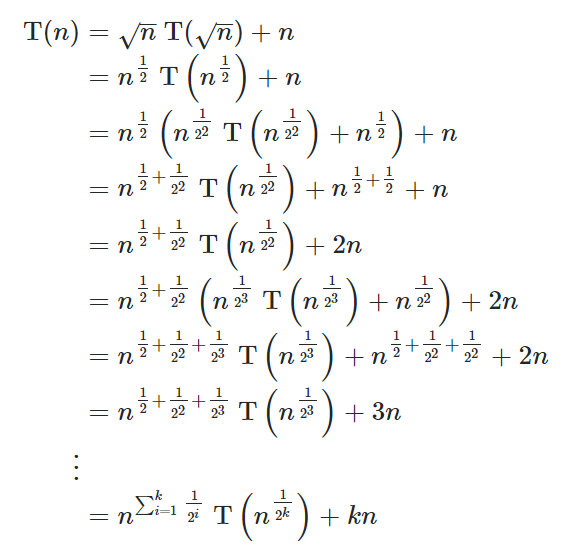 T(n) = √n T(√n) + n
= n^{1/2} T(n^{1/2}) + n
= n^{1/2} (n^{1/2^2} T(n^{1/2^2}) + n^{1/2}) + n
= n^{1/2 + 1/2^2} T(n^{1/2^2}) + n^{1/2 + 1/2} + n
= n^{1/2 + 1/2^2} T(n^{1/2^2}) + 2n
= n^{1/2 + 1/2^2} (n^{1/2^3} T(n^{1/2^3}) + n^{1/2^2}) + 2n
= n^{1/2 + 1/2^2 + 1/2^3} T(n^{1/2^3}) + n^{1/2 + 1/2^2 + 1/2^2} + 2n
= n^{1/2 + 1/2^2 + 1/2^3} T(n^{1/2^3}) + 3n
⋮
= n^{∑_{i=1}^{k} 1/2^i} T(n^{1/2^k}) + kn